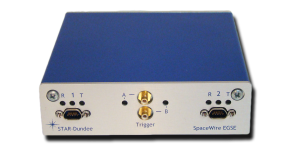 R 1 T
A
B
R 2 T
STAR-Dundee
Trigger
SpaceWire EGSE